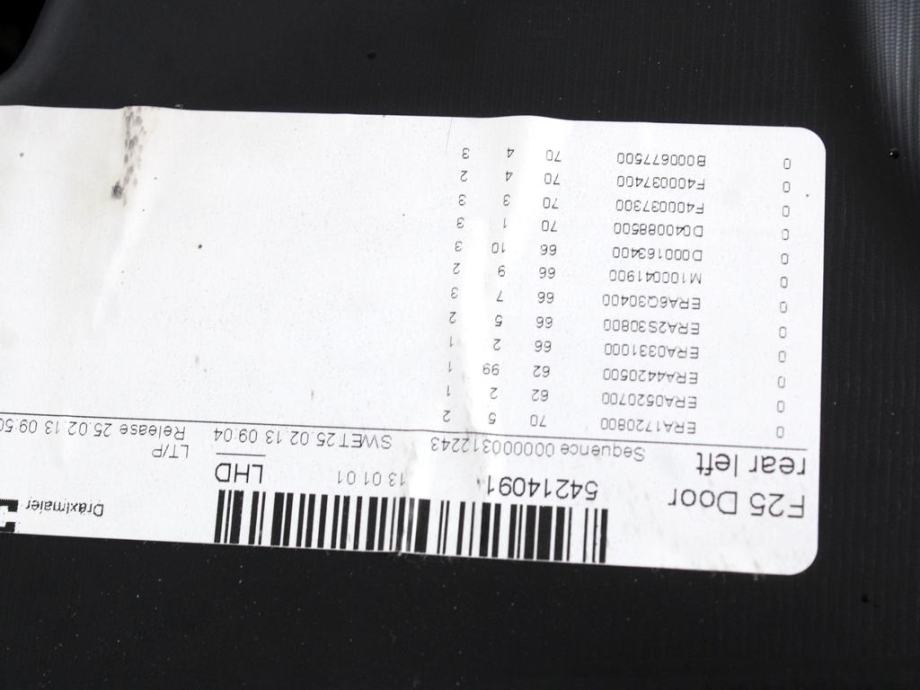 F25 Door
rear left
54214091
13.01.01
LHD
Dräxlmaier
LT/P
Sequence 000000312243
SWET25.02.13 09:04
Release 25.02.13 09:50
0 ERA1720800 70 5 2
0 ERA0520700 62 2 1
0 ERA4420500 62 99 1
0 ERA0331000 66 2 1
0 ERA2S30800 66 5 2
0 ERA6Q30400 66 7 3
0 M100041900 66 9 2
0 D000163400 66 10 3
0 D040088500 70 1 3
0 F400037300 70 3 3
0 F400037400 70 4 2
0 B000677500 70 4 3